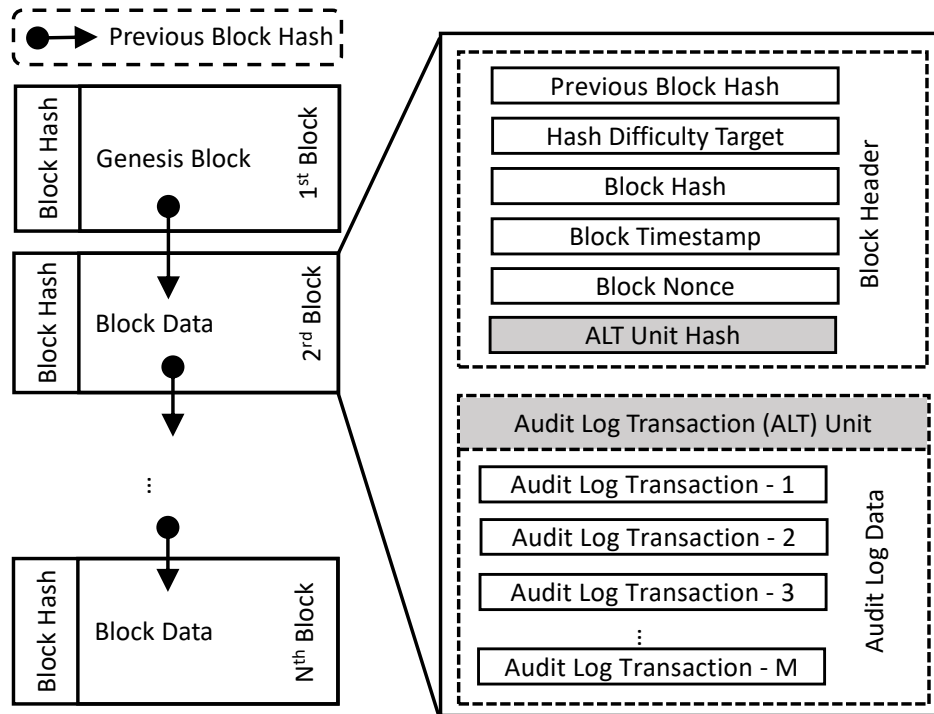 Previous Block Hash
Block Hash
Genesis Block
1st Block
Block Hash
Block Data
2rd Block
...
Block Hash
Block Data
Nth Block
Previous Block Hash
Hash Difficulty Target
Block Hash
Block Timestamp
Block Nonce
ALT Unit Hash
Block Header
Audit Log Transaction (ALT) Unit
Audit Log Transaction - 1
Audit Log Transaction - 2
Audit Log Transaction - 3
...
Audit Log Transaction - M
Audit Log Data